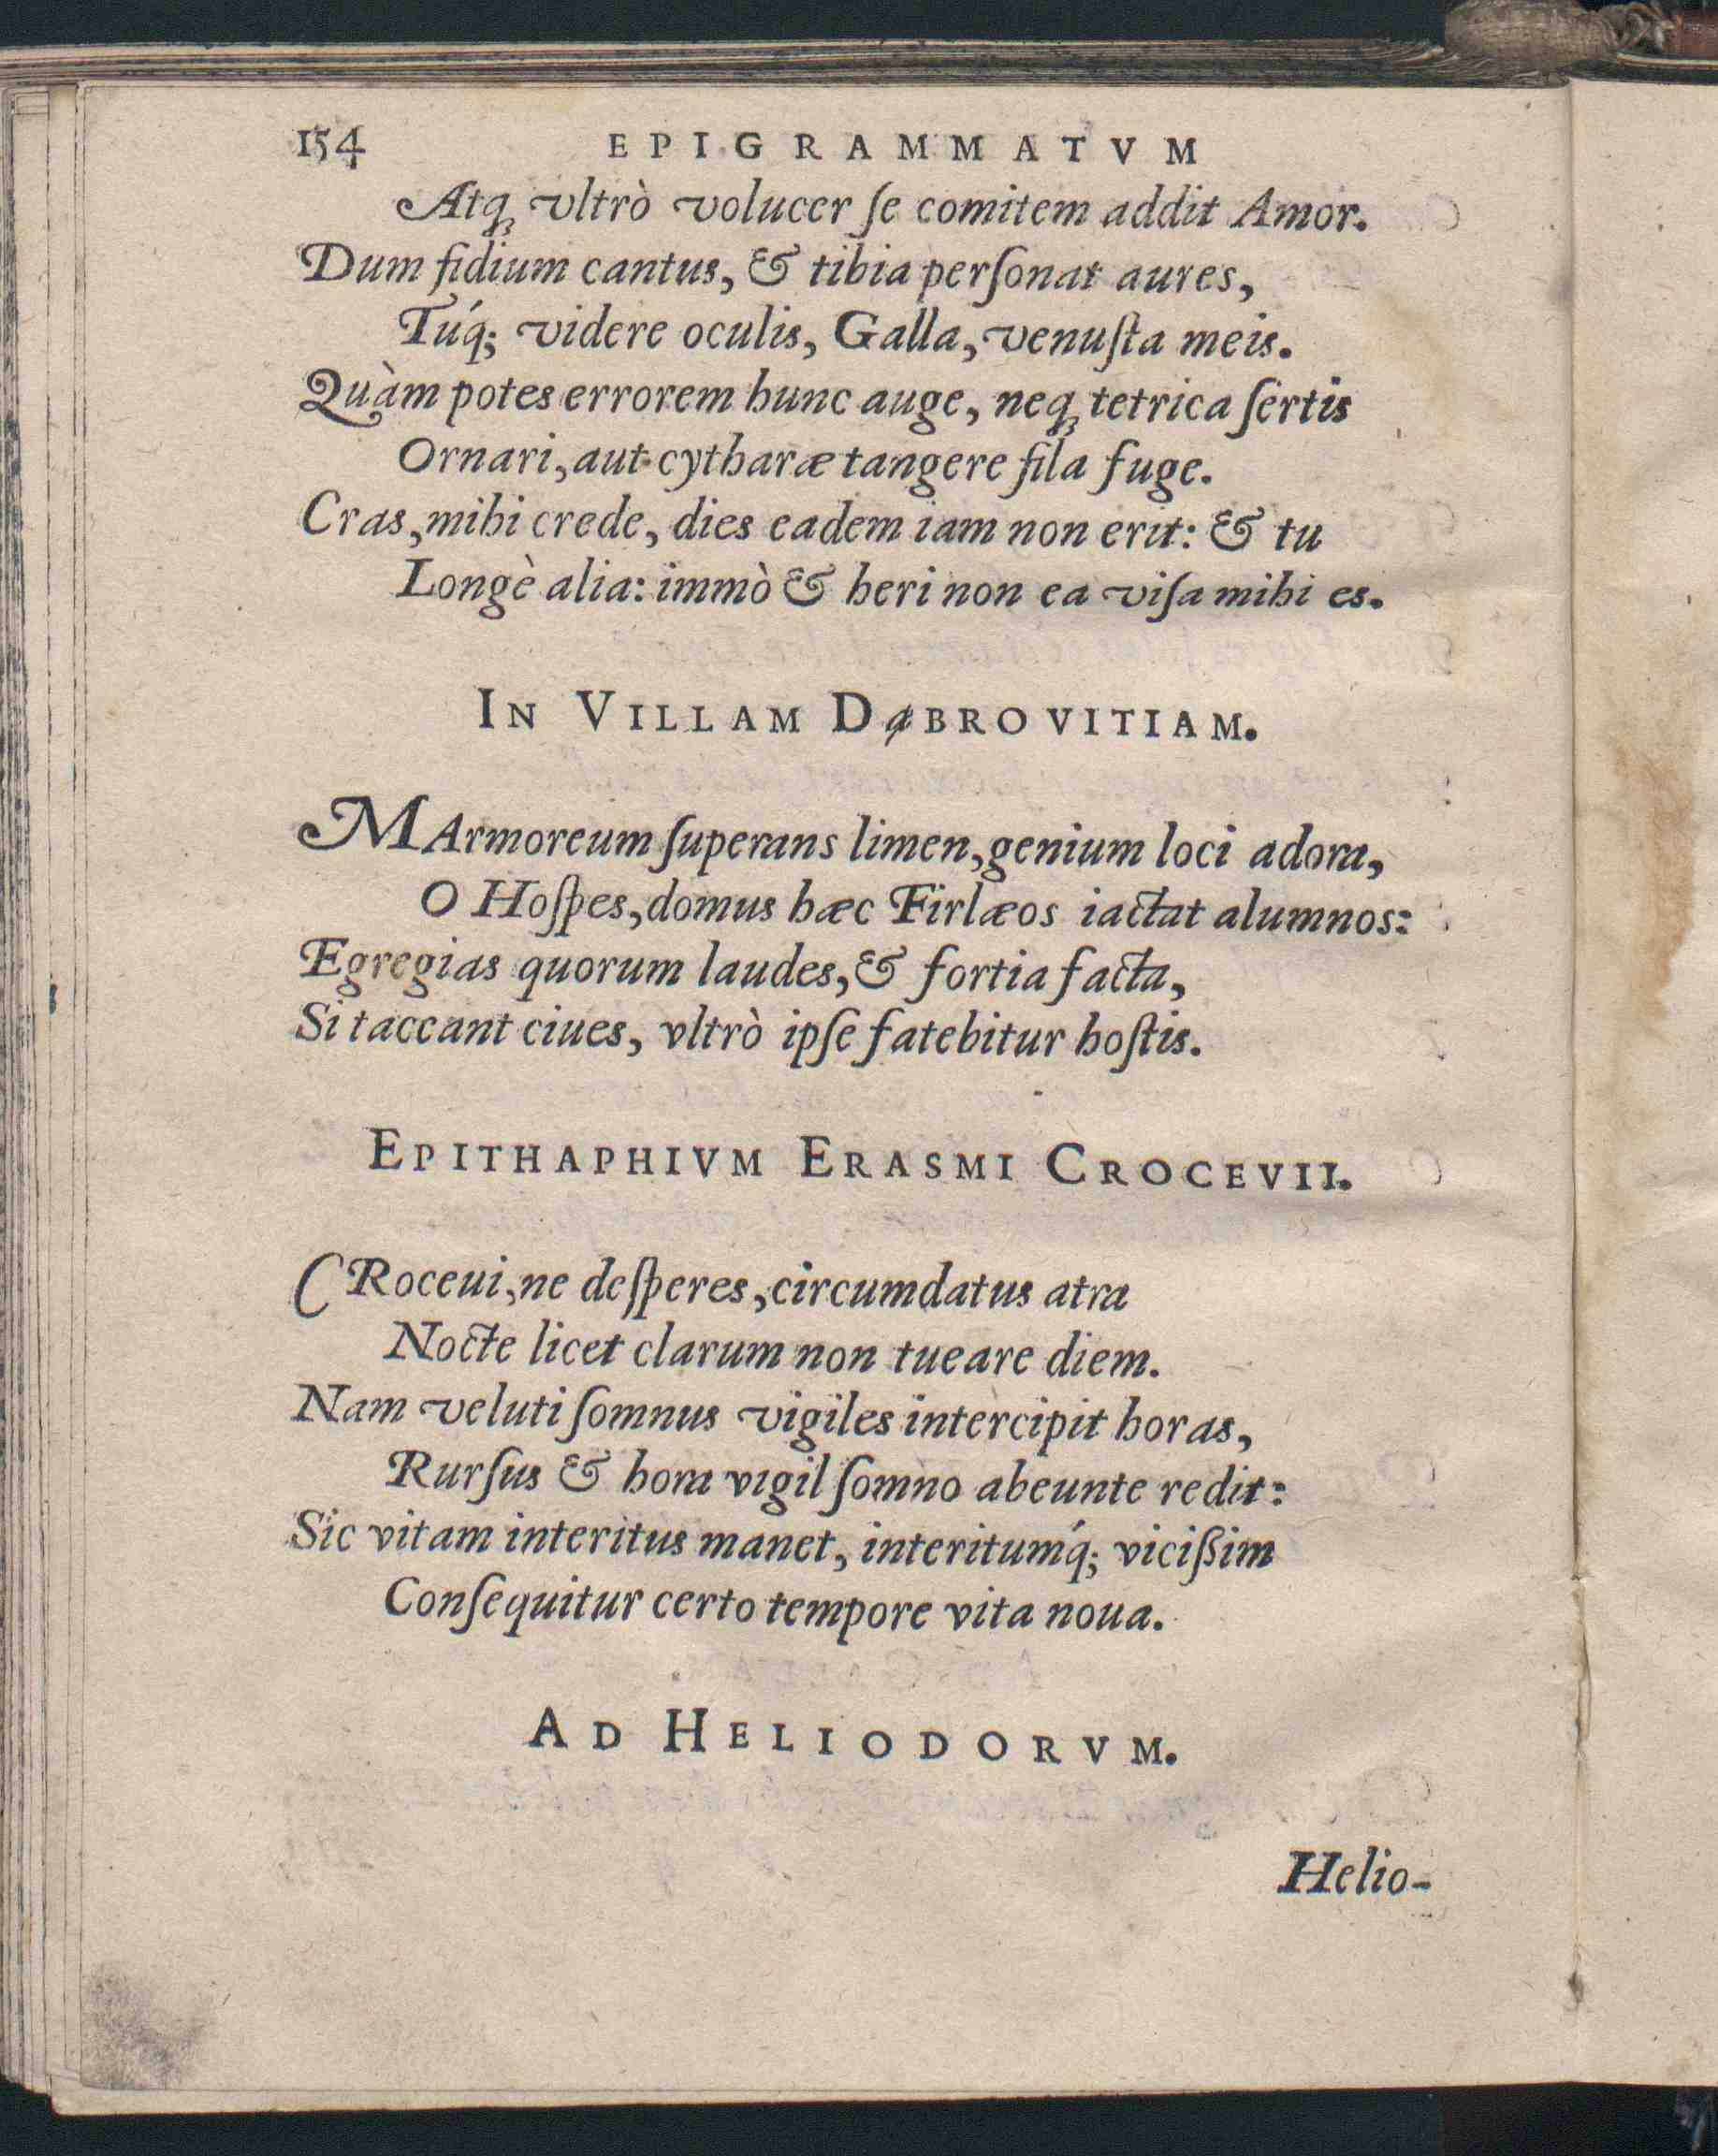 154 EPIGRAMMATVM
Atq; vltrò volucer ſe comitem addit Amor.
Dum fidium cantus, & tibia perſonat aures,
Túq; videre oculis, Galla, venuſta meis.
Quàm potes errorem hunc auge, neq; tetrica ſertis
Ornari, aut cytharæ tangere fila fuge.
Cras, mihi crede, dies eadem iam non erit: & tu
Longè alia: immò & heri non ea viſa mihi es.
IN VILLAM DąBROVITIAM.
MArmoreum ſuperans limen, genium loci adora,
O Hoſpes, domus hæc Firlæos iactat alumnos:
Egregias quorum laudes, & fortia facta,
Si taceant ciues, vltrò ipſe fatebitur hoſtis.
EPITHAPHIVM ERASMI CROCEVII.
CRoceui, ne deſperes, circumdatus atra
Nocte licet clarum non tueare diem.
Nam veluti ſomnus vigiles intercipit horas,
Rurſus & hora vigil ſomno abeunte redit:
Sic vitam interitus manet, interitumq́; viciſsim
Conſequitur certo tempore vita noua.
AD HELIODORVM.
Helio-